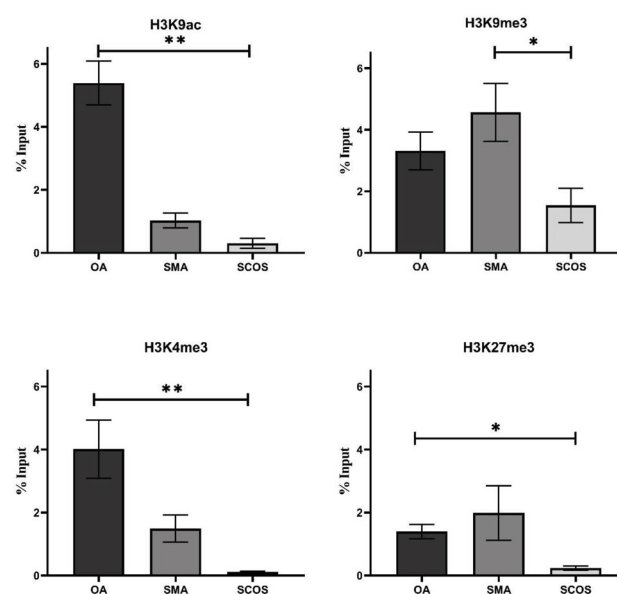 H3K9ac
**
% Input
6
4
2
0
OA SMA SCOS
H3K9me3
*
% Input
6
4
2
0
OA SMA SCOS
H3K4me3
**
% Input
6
4
2
0
OA SMA SCOS
H3K27me3
*
% Input
6
4
2
0
OA SMA SCOS